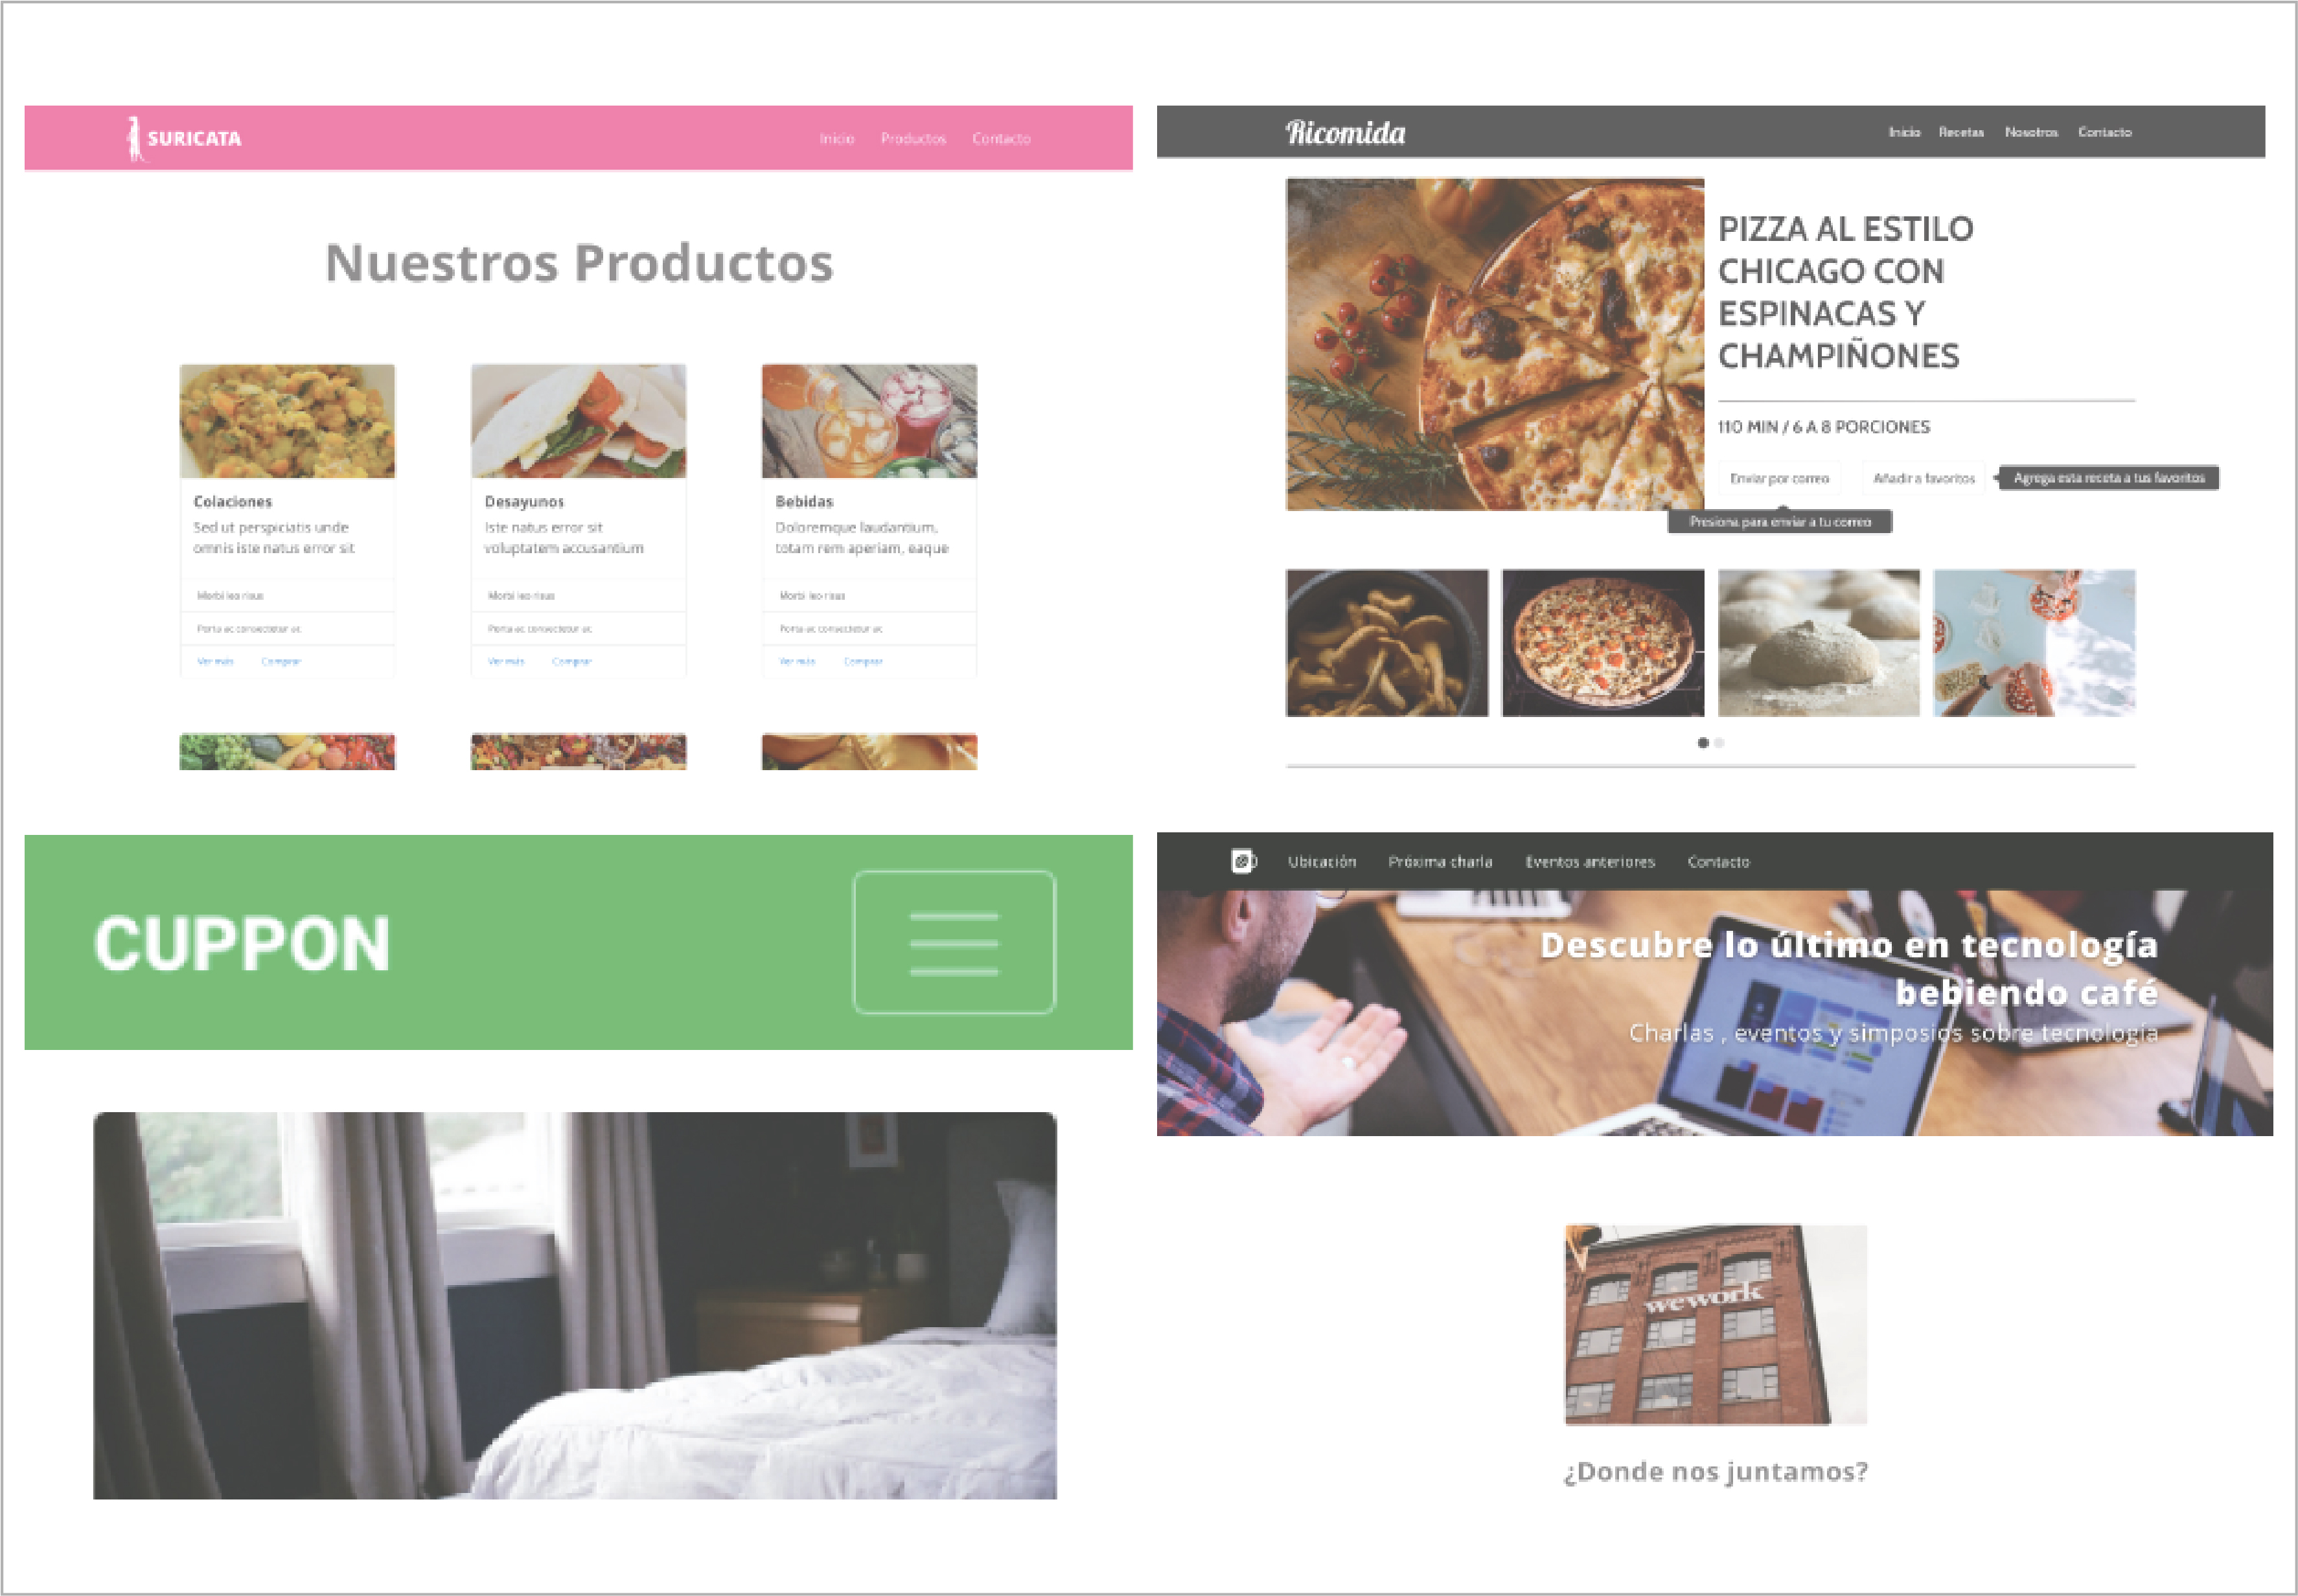 SURICATA
Inicio Productos Contacto
Nuestros Productos
Colaciones
Sed ut perspiciatis unde
omnis iste natus error sit
Morbi leo risus
Porta ac consectetur ac
Ver más Comprar
Desayunos
Iste natus error sit
voluptatem accusantium
Morbi leo risus
Porta ac consectetur ac
Ver más Comprar
Bebidas
Doloremque laudantium,
totam rem aperiam, eaque
Morbi leo risus
Porta ac consectetur ac
Ver más Comprar
Ricomida
Inicio Recetas Nosotros Contacto
PIZZA AL ESTILO
CHICAGO CON
ESPINACAS Y
CHAMPIÑONES
110 MIN / 6 A 8 PORCIONES
Enviar por correo Añadir a favoritos Agrega esta receta a tus favoritos
Presiona para enviar a tu correo
CUPPON
Ubicación Próxima charla Eventos anteriores Contacto
Descubre lo último en tecnología
bebiendo café
Charlas , eventos y simposios sobre tecnología
wework
¿Donde nos juntamos?